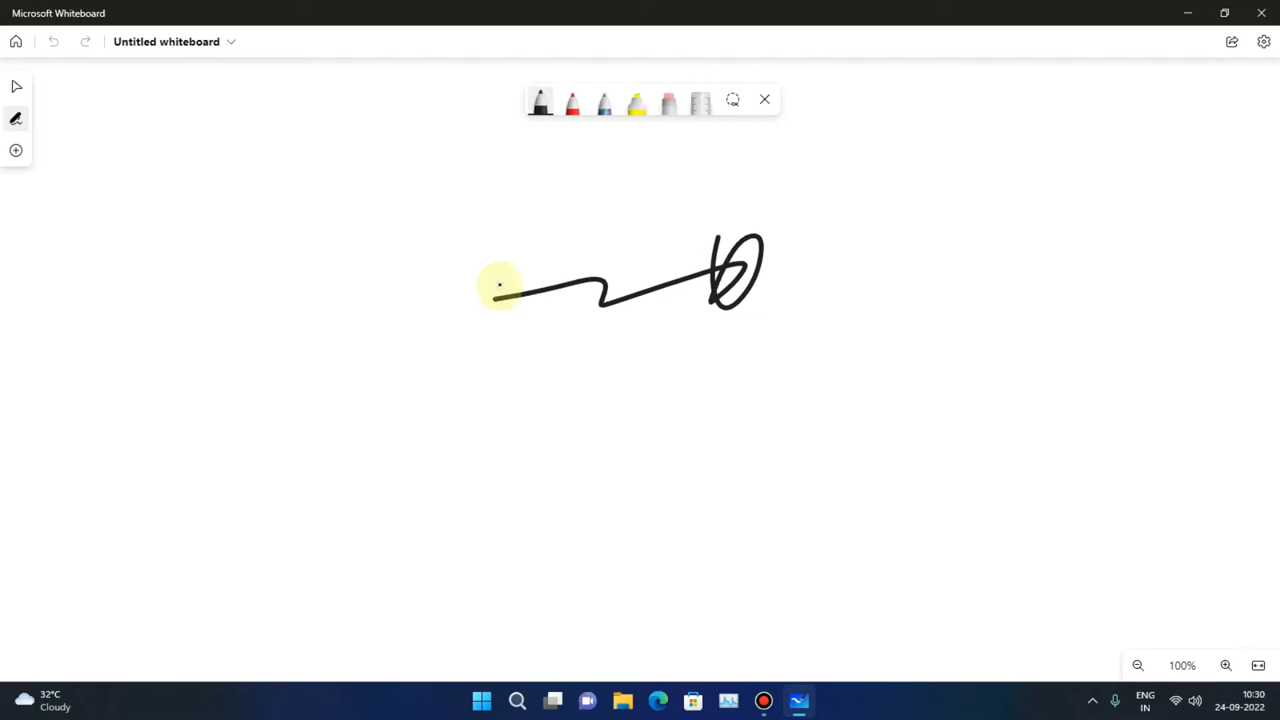 Microsoft Whiteboard
Untitled whiteboard
100%
32°C
Cloudy
ENG
IN
10:30
24-09-2022